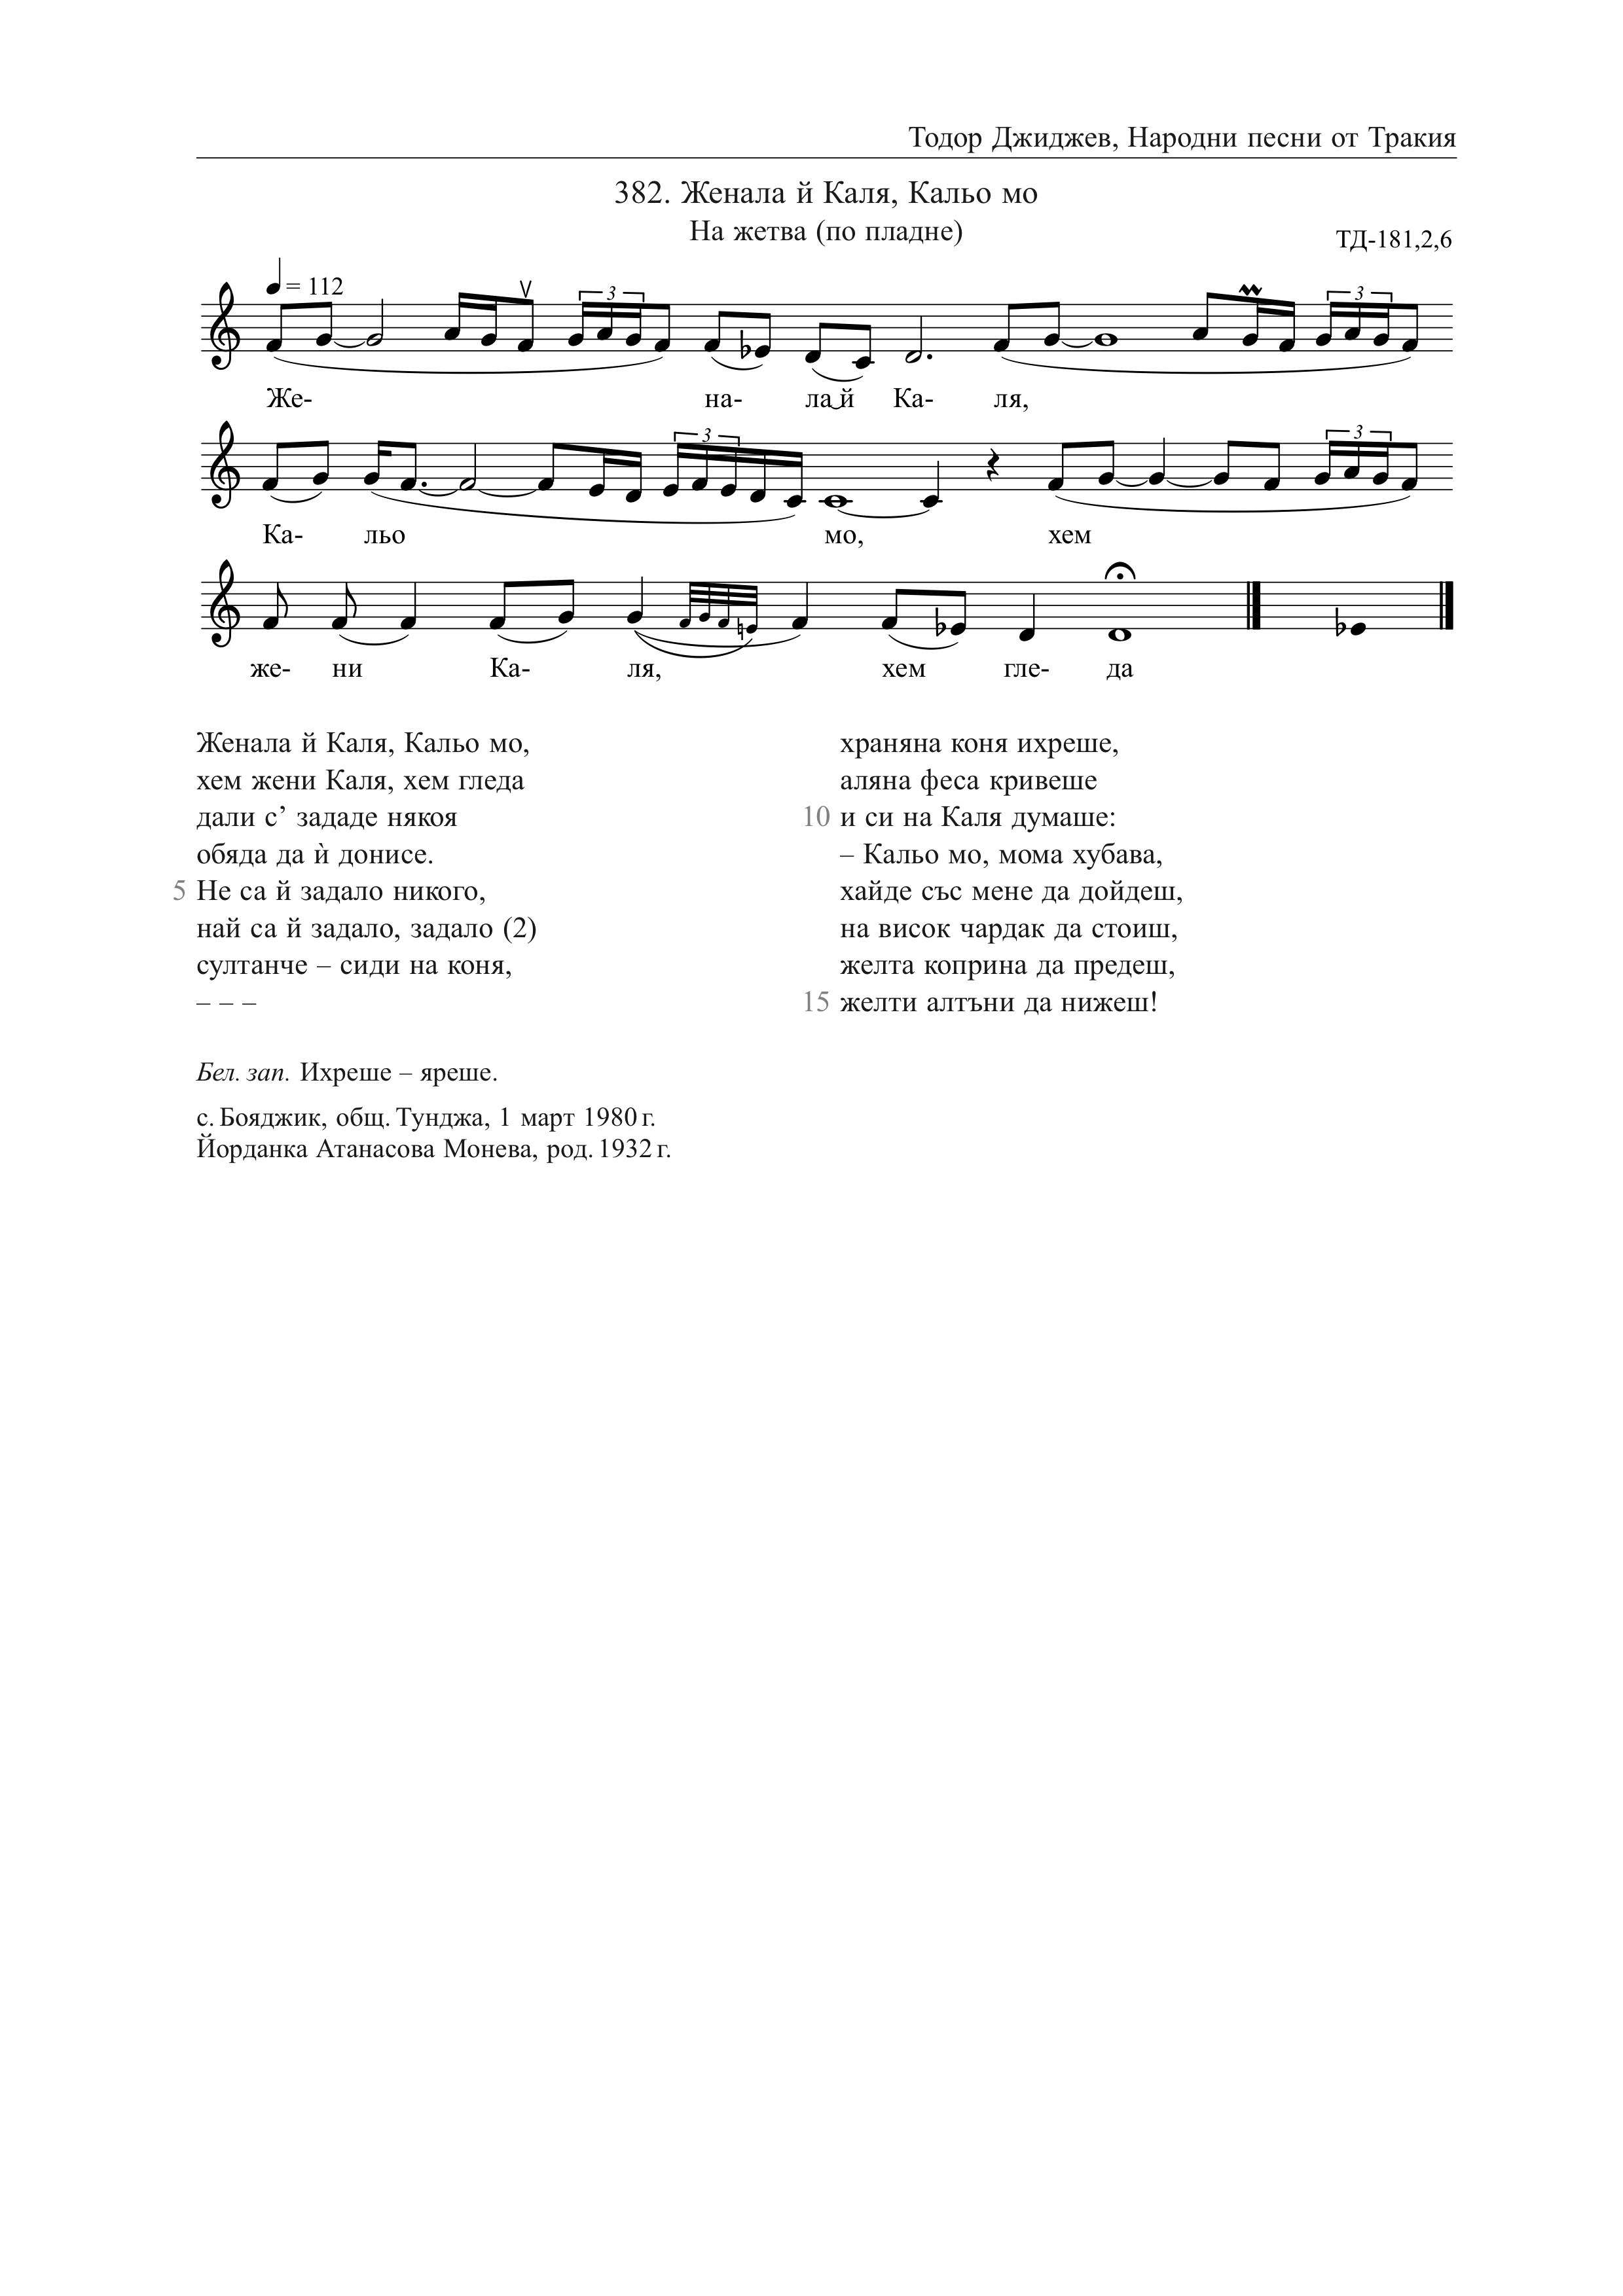 Тодор Джиджев, Народни песни от Тракия
382. Женала й Каля, Кальо мо
На жетва (по пладне)
ТД-181,2,6
= 112
3 3
Же- на- ла й Ка- ля,
3 3
Ка- льо мо, хем
же- ни Ка- ля, хем гле- да
Женала й Каля, Кальо мо,
хем жени Каля, хем гледа
дали с’ зададе някоя
обяда да ѝ донисе.
5 Не са й задало никого,
най са й задало, задало (2)
султанче – сиди на коня,
– – –
храняна коня ихреше,
аляна феса кривеше
10 и си на Каля думаше:
– Кальо мо, мома хубава,
хайде със мене да дойдеш,
на висок чардак да стоиш,
желта коприна да предеш,
15 желти алтъни да нижеш!
Бел. зап. Ихреше – яреше.
с. Бояджик, общ. Тунджа, 1 март 1980 г.
Йорданка Атанасова Монева, род. 1932 г.